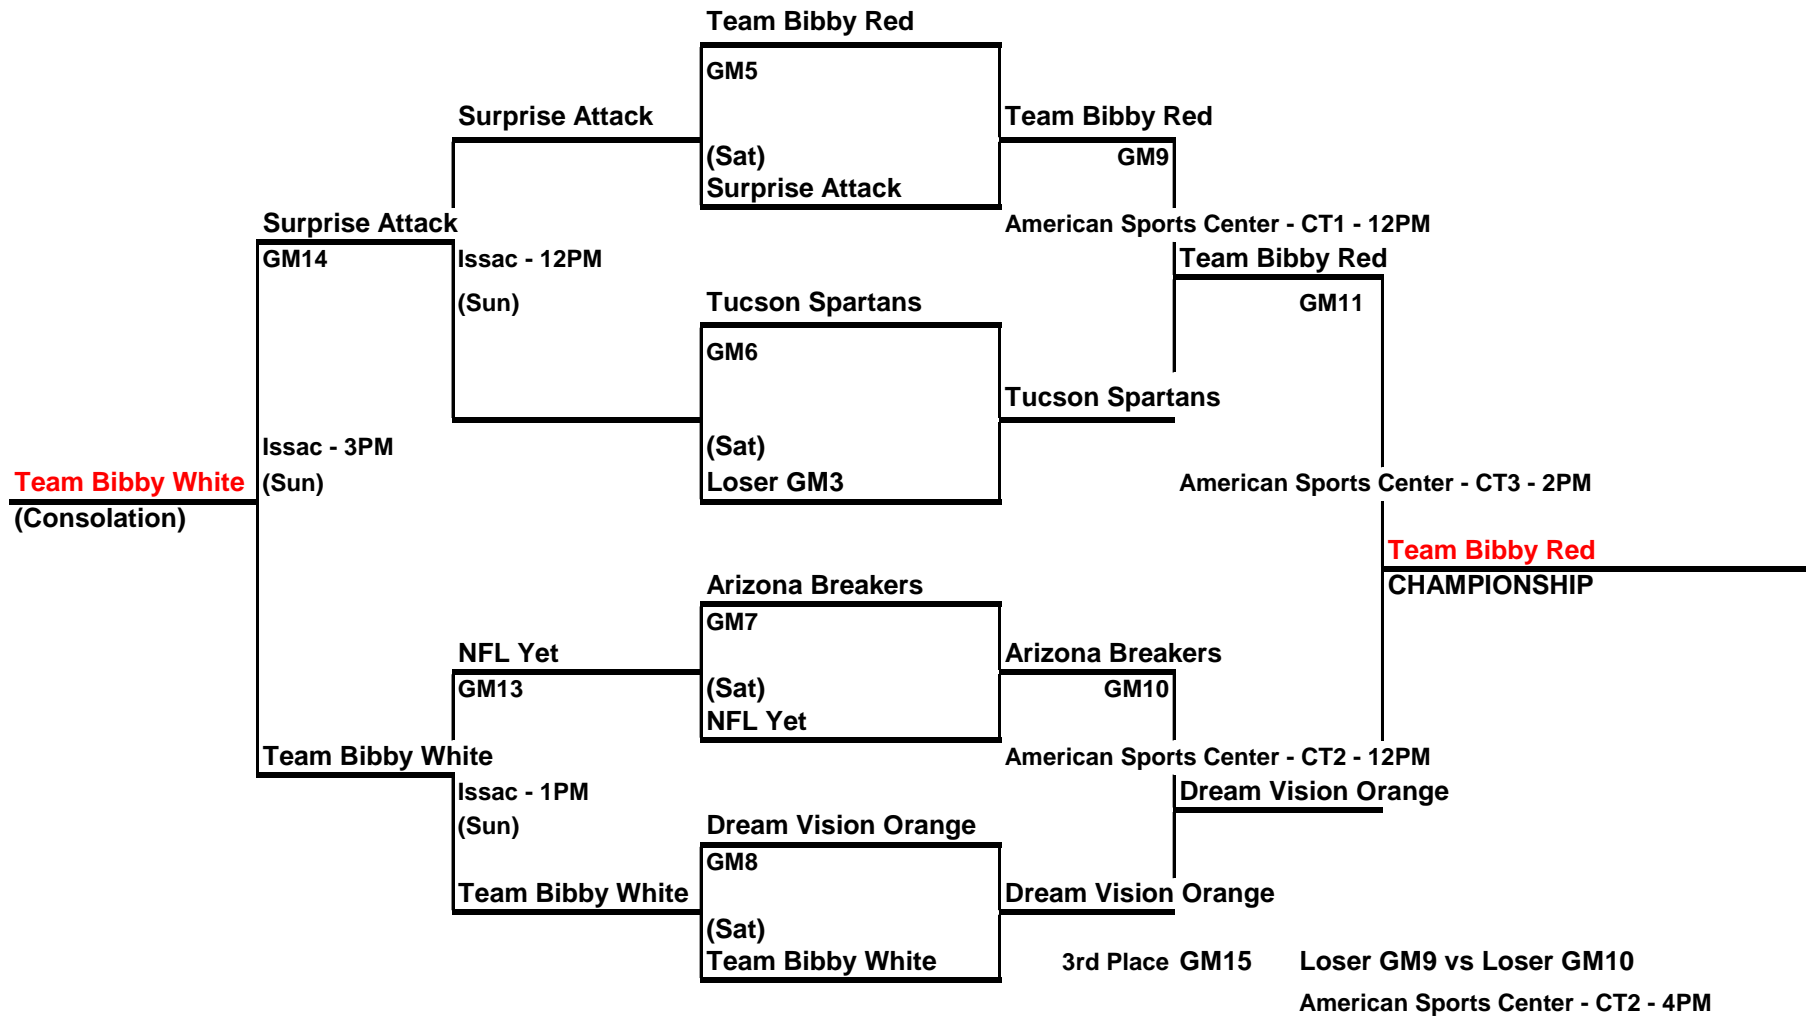 Team Bibby Red
GM5
Surprise Attack
Team Bibby Red
(Sat)
GM9
Surprise Attack
Surprise Attack
American Sports Center - CT1 - 12PM
GM14
Issac - 12PM
Team Bibby Red
(Sun)
Tucson Spartans
GM11
GM6
Tucson Spartans
Issac - 3PM
(Sat)
Team Bibby White
(Sun)
Loser GM3
American Sports Center - CT3 - 2PM
(Consolation)
Team Bibby Red
Arizona Breakers
CHAMPIONSHIP
GM7
NFL Yet
Arizona Breakers
GM13
(Sat)
GM10
NFL Yet
Team Bibby White
American Sports Center - CT2 - 12PM
Issac - 1PM
Dream Vision Orange
(Sun)
Dream Vision Orange
GM8
Team Bibby White
Dream Vision Orange
(Sat)
Team Bibby White
3rd Place GM15 Loser GM9 vs Loser GM10
American Sports Center - CT2 - 4PM